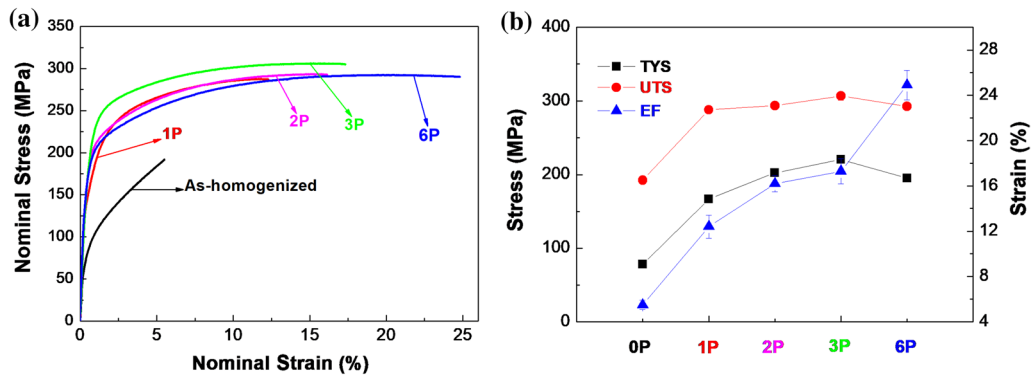 (a)
Nominal Stress (MPa)
350
300
250
200
150
100
50
0
0
5
10
15
20
25
Nominal Strain (%)
1P
2P
3P
6P
As-homogenized
(b)
Stress (MPa)
400
300
200
100
0
TYS
UTS
EF
0P
1P
2P
3P
6P
28
24
20
16
12
8
4
Strain (%)